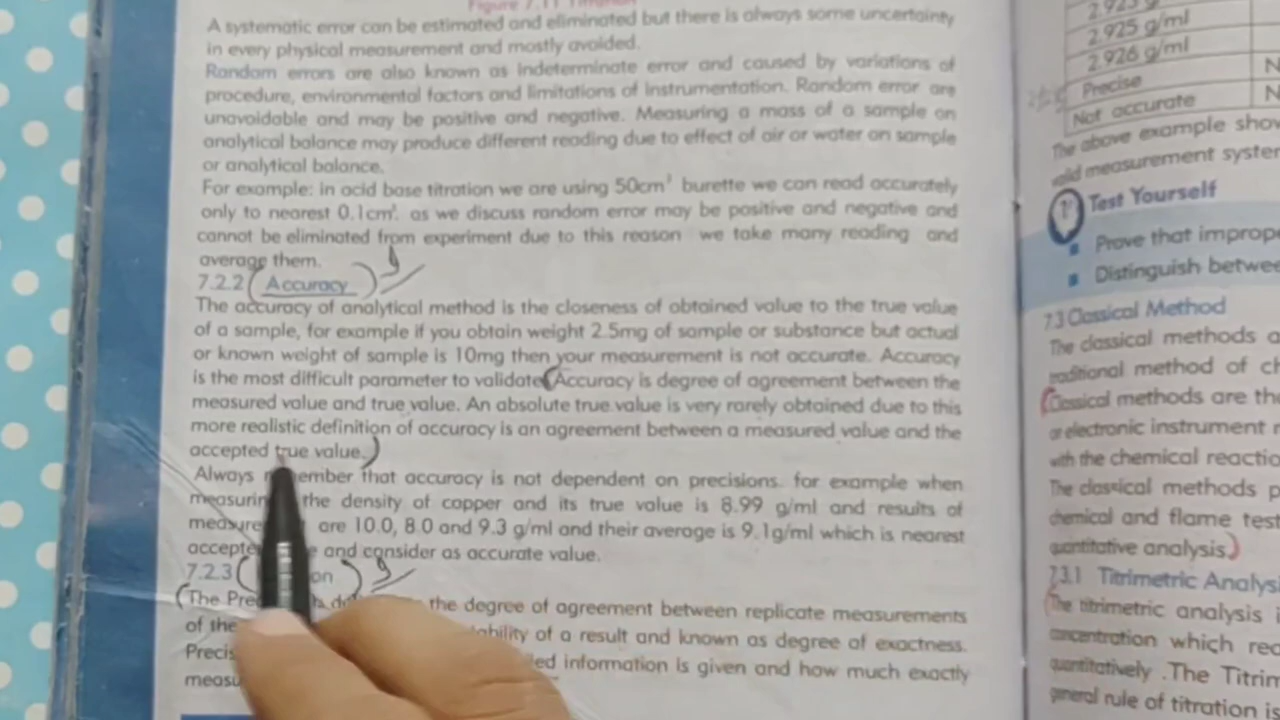 Figure 7.11 Titration
A systematic error can be estimated and eliminated but there is always some uncertainty
in every physical measurement and mostly avoided.
Random errors are also known as indeterminate error and caused by variations of
procedure, environmental factors and limitations of instrumentation. Random error are
unavoidable and may be positive and negative. Measuring a mass of a sample on
analytical balance may produce different reading due to effect of air or water on sample
or analytical balance.
For example: in acid base titration we are using 50cm³ burette we can read accurately
only to nearest 0.1cm³. as we discuss random error may be positive and negative and
cannot be eliminated from experiment due to this reason we take many reading and
average them.
7.2.2 Accuracy
The accuracy of analytical method is the closeness of obtained value to the true value
of a sample, for example if you obtain weight 2.5mg of sample or substance but actual
or known weight of sample is 10mg then your measurement is not accurate. Accuracy
is the most difficult parameter to validate. Accuracy is degree of agreement between the
measured value and true value. An absolute true value is very rarely obtained due to this
more realistic definition of accuracy is an agreement between a measured value and the
accepted true value.
Always remember that accuracy is not dependent on precisions. for example when
measuring the density of copper and its true value is 8.99 g/ml and results of
are 10.0, 8.0 and 9.3 g/ml and their average is 9.1g/ml which is nearest
and consider as accurate value.
7.2.3
The the degree of agreement between replicate measurements
of the of a result and known as degree of exactness.
information is given and how much exactly
2.925 g/ml
2.926 g/ml
Precise
Not accurate
The above example
valid measurement
Test Yourself
Prove that
Distinguish
7.3 Classical Method
The classical methods
traditional method of
Classical methods are
or electronic instrument
with the chemical
The classical methods
chemical and flame
quantitative analysis.
7.3.1 Titrimetric
The titrimetric analysis
concentration which
quantitatively .The
general rule of titration is